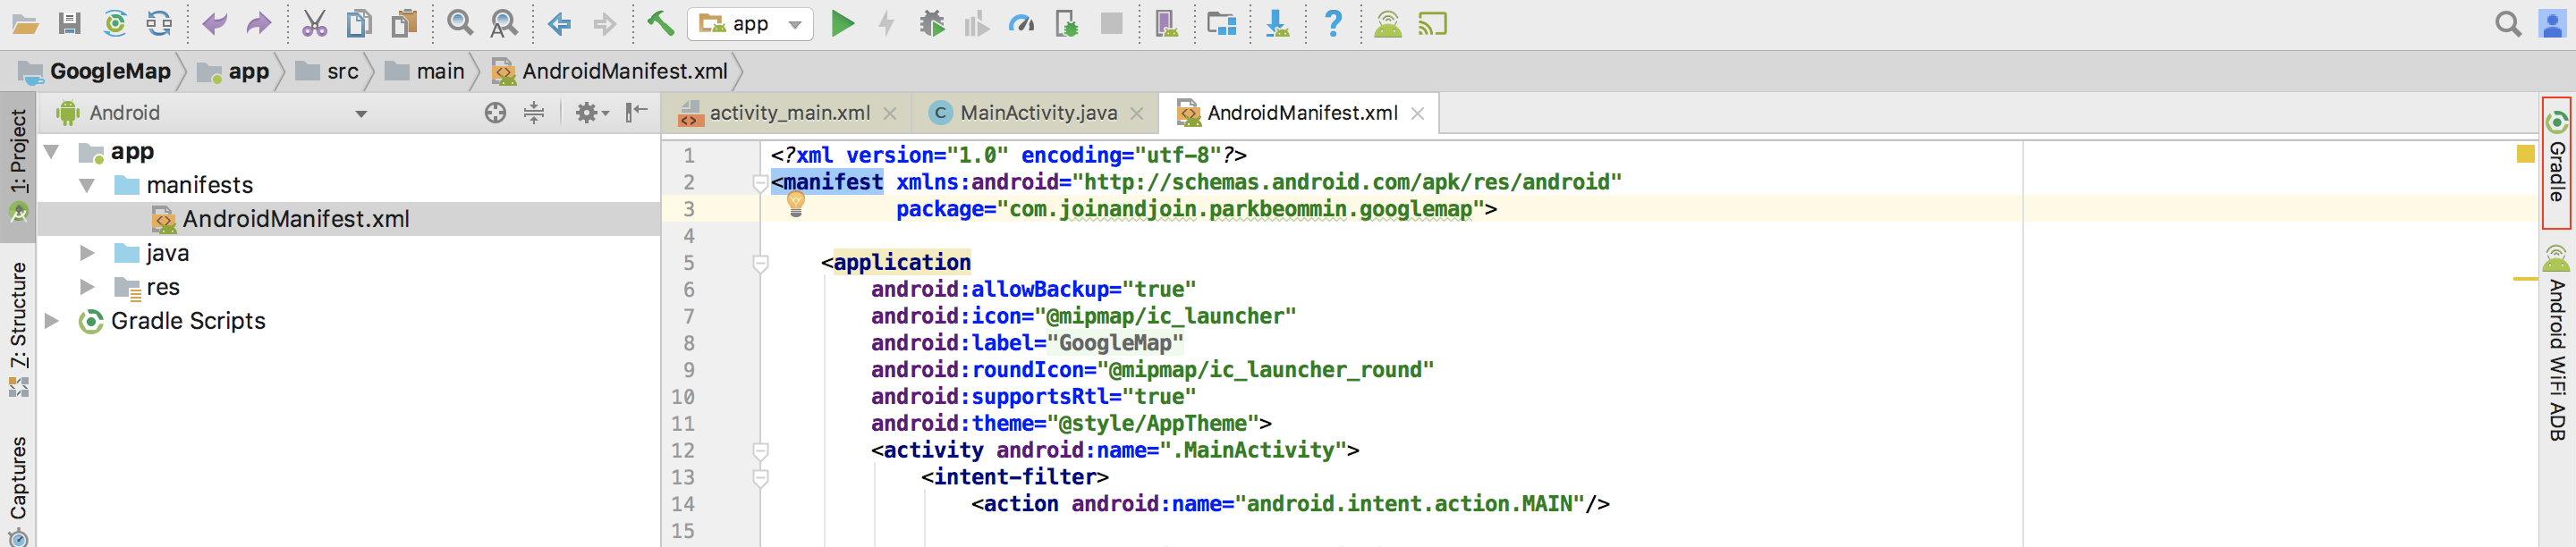 app
GoogleMap app src main AndroidManifest.xml
1: Project
Z: Structure
Captures
Android
app
manifests
AndroidManifest.xml
java
res
Gradle Scripts
activity_main.xml MainActivity.java AndroidManifest.xml
1 <?xml version="1.0" encoding="utf-8"?>
2 <manifest xmlns:android="http://schemas.android.com/apk/res/android"
3 package="com.joinandjoin.parkbeommin.googlemap">
4
5 <application
6 android:allowBackup="true"
7 android:icon="@mipmap/ic_launcher"
8 android:label="GoogleMap"
9 android:roundIcon="@mipmap/ic_launcher_round"
10 android:supportsRtl="true"
11 android:theme="@style/AppTheme">
12 <activity android:name=".MainActivity">
13 <intent-filter>
14 <action android:name="android.intent.action.MAIN"/>
15
Gradle
Android WiFi ADB